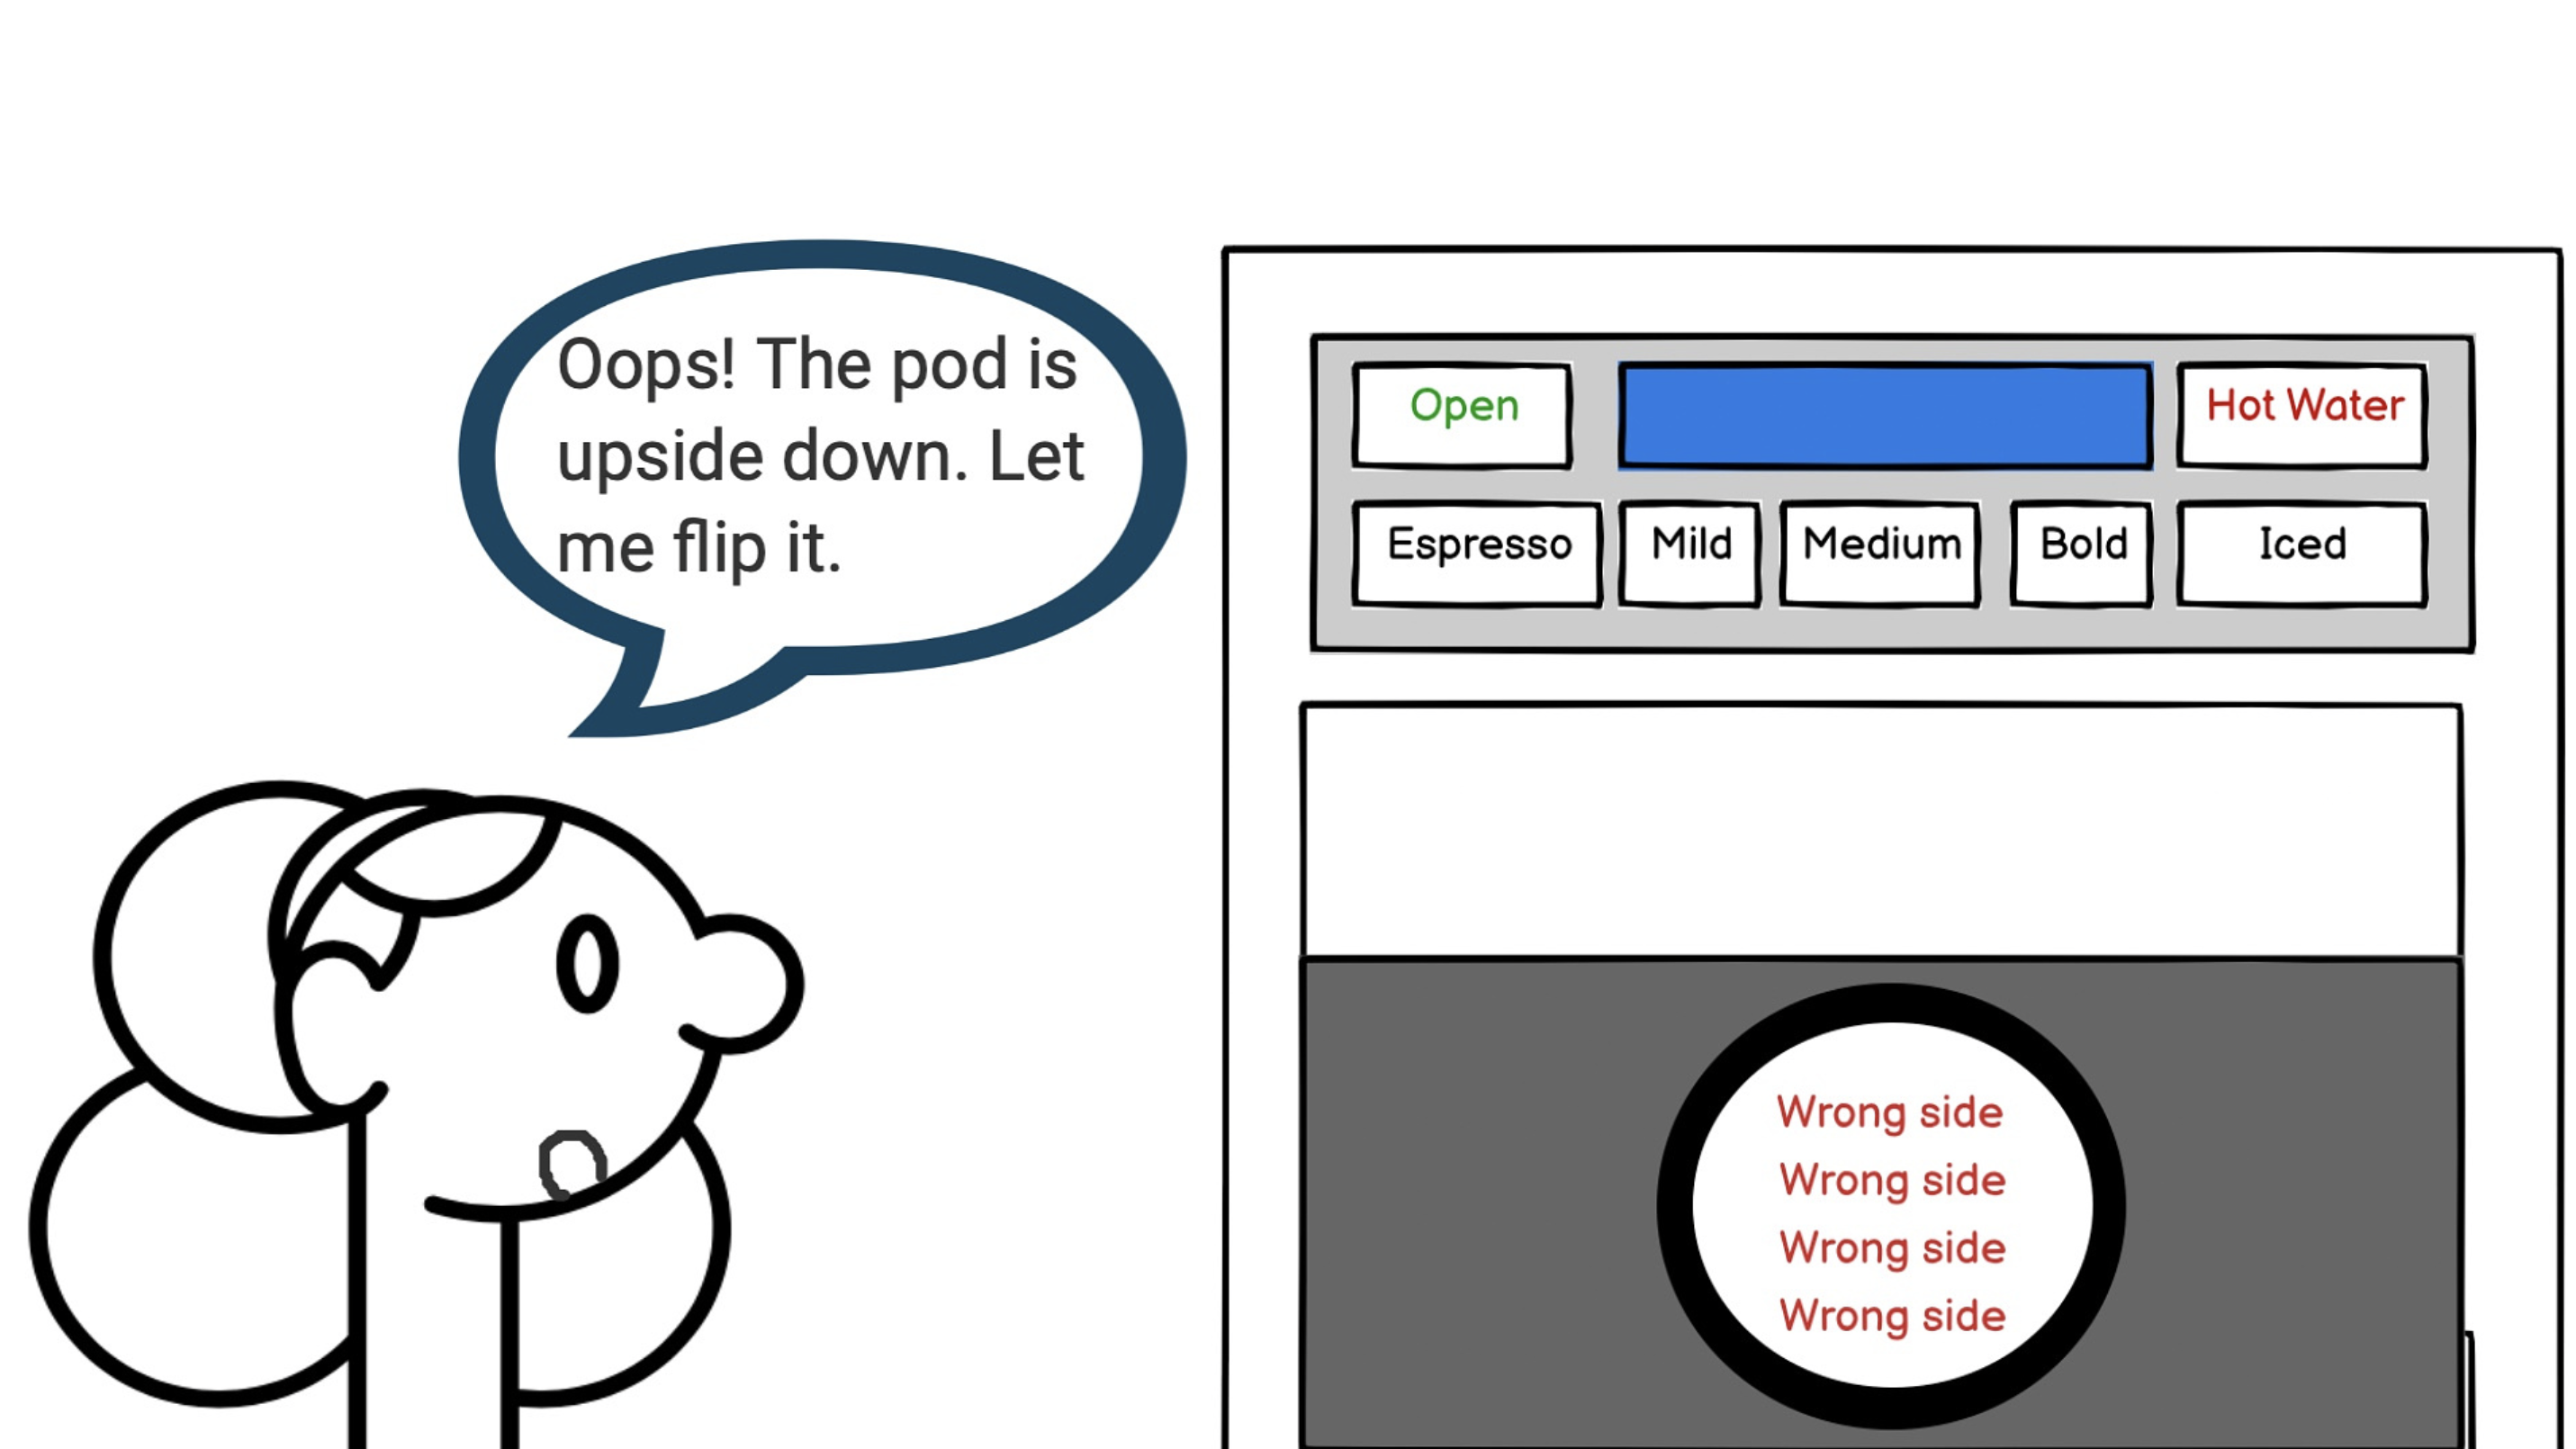 Oops! The pod is
upside down. Let
me flip it.
Open
Hot Water
Espresso
Mild
Medium
Bold
Iced
Wrong side
Wrong side
Wrong side
Wrong side